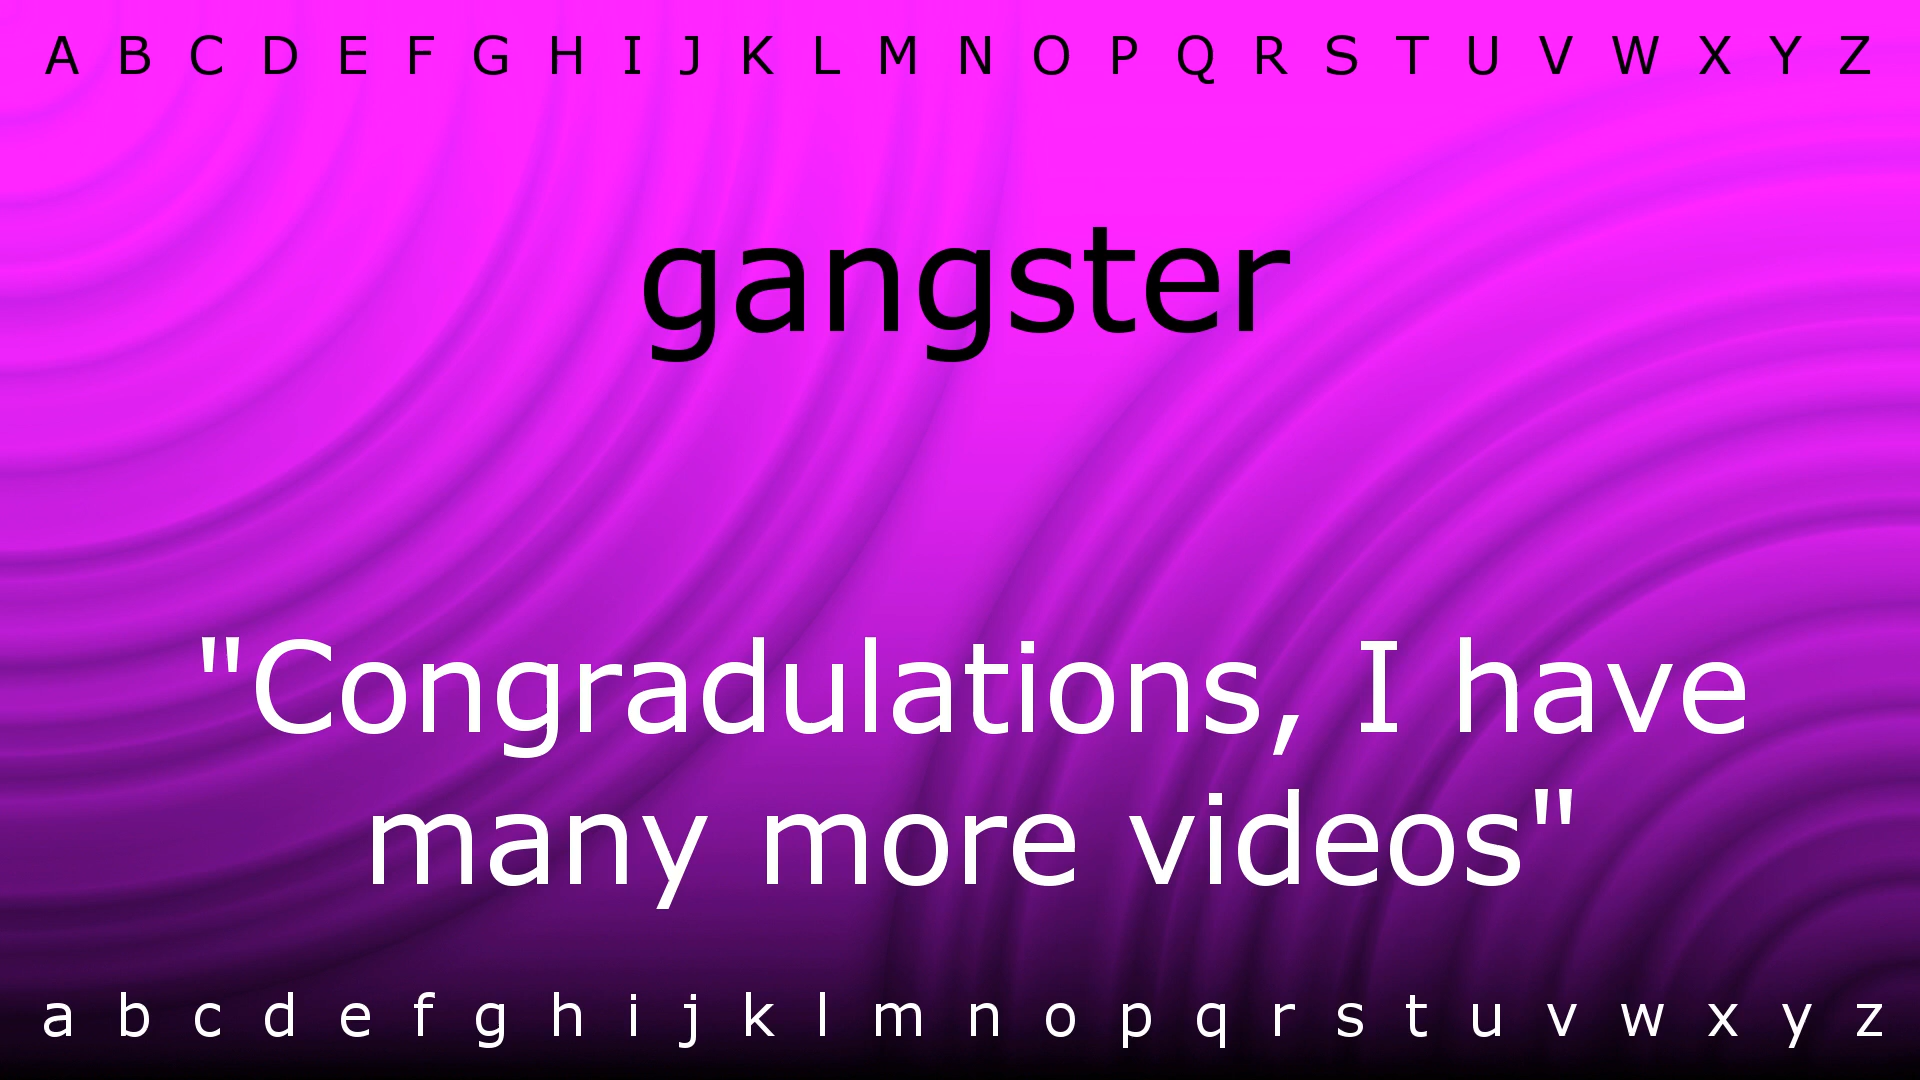 A B C D E F G H I J K L M N O P Q R S T U V W X Y Z
gangster
"Congradulations, I have
many more videos"
a b c d e f g h i j k l m n o p q r s t u v w x y z